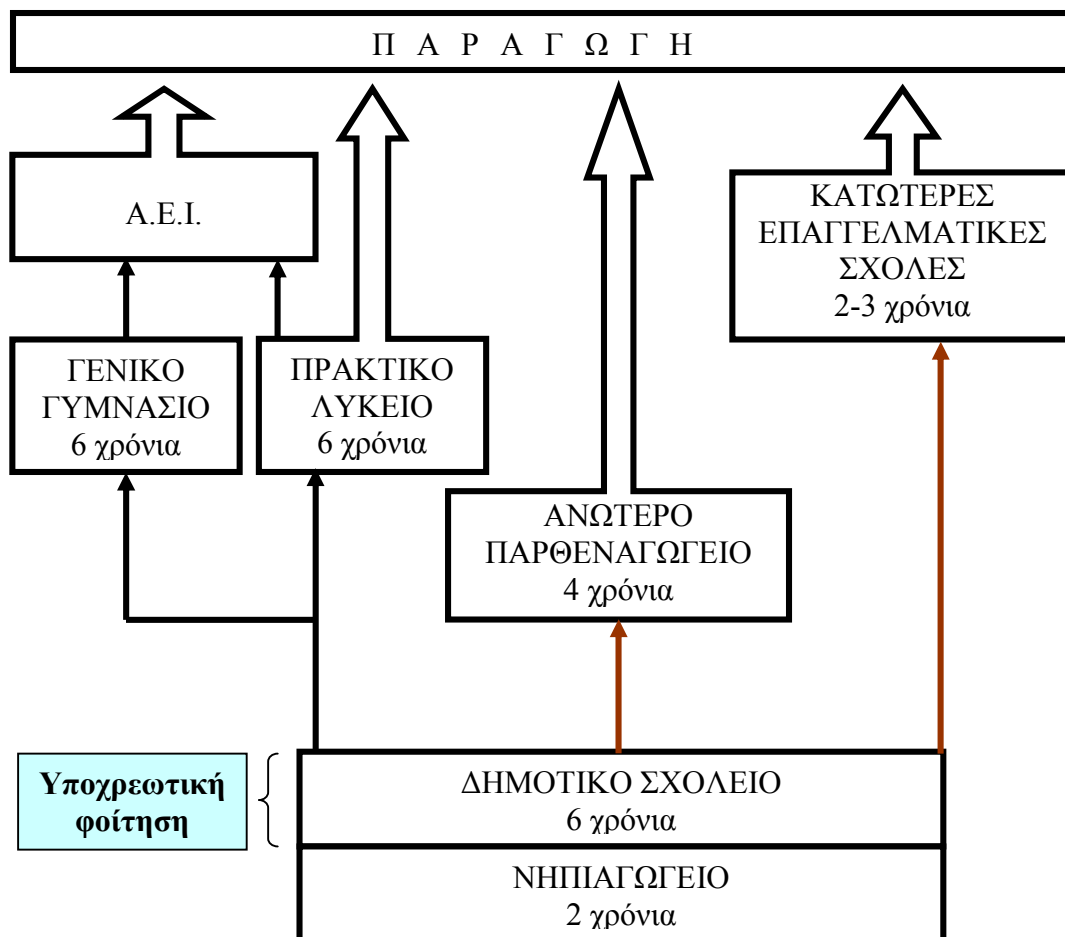 Π Α Ρ Α Γ Ω Γ Η
Α.Ε.Ι.
ΚΑΤΩΤΕΡΕΣ
ΕΠΑΓΓΕΛΜΑΤΙΚΕΣ
ΣΧΟΛΕΣ
2-3 χρόνια
ΓΕΝΙΚΟ
ΓΥΜΝΑΣΙΟ
6 χρόνια
ΠΡΑΚΤΙΚΟ
ΛΥΚΕΙΟ
6 χρόνια
ΑΝΩΤΕΡΟ
ΠΑΡΘΕΝΑΓΩΓΕΙΟ
4 χρόνια
Υποχρεωτική
φοίτηση
ΔΗΜΟΤΙΚΟ ΣΧΟΛΕΙΟ
6 χρόνια
ΝΗΠΙΑΓΩΓΕΙΟ
2 χρόνια